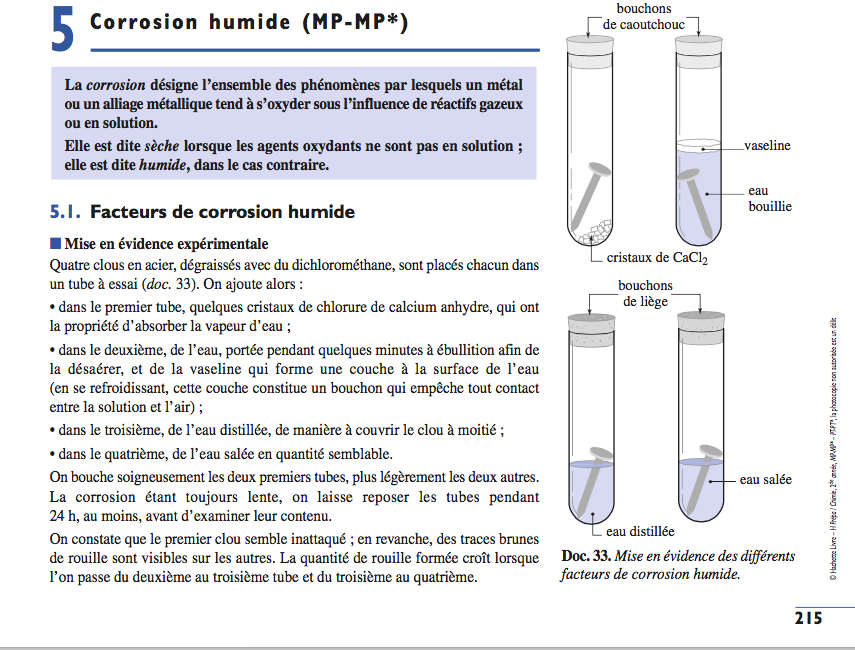 5 Corrosion humide (MP-MP*)
La corrosion désigne l'ensemble des phénomènes par lesquels un métal
ou un alliage métallique tend à s'oxyder sous l'influence de réactifs gazeux
ou en solution.
Elle est dite sèche lorsque les agents oxydants ne sont pas en solution ;
elle est dite humide, dans le cas contraire.
5.1. Facteurs de corrosion humide
Mise en évidence expérimentale
Quatre clous en acier, dégraissés avec du dichlorométhane, sont placés chacun dans
un tube à essai (doc. 33). On ajoute alors :
• dans le premier tube, quelques cristaux de chlorure de calcium anhydre, qui ont
la propriété d'absorber la vapeur d'eau ;
• dans le deuxième, de l'eau, portée pendant quelques minutes à ébullition afin de
la désaérer, et de la vaseline qui forme une couche à la surface de l'eau
(en se refroidissant, cette couche constitue un bouchon qui empêche tout contact
entre la solution et l'air) ;
• dans le troisième, de l'eau distillée, de manière à couvrir le clou à moitié ;
• dans le quatrième, de l'eau salée en quantité semblable.
On bouche soigneusement les deux premiers tubes, plus légèrement les deux autres.
La corrosion étant toujours lente, on laisse reposer les tubes pendant
24 h, au moins, avant d'examiner leur contenu.
On constate que le premier clou semble inattaqué ; en revanche, des traces brunes
de rouille sont visibles sur les autres. La quantité de rouille formée croît lorsque
l'on passe du deuxième au troisième tube et du troisième au quatrième.
bouchons
de caoutchouc
vaseline
eau
bouillie
cristaux de CaCl2
bouchons
de liège
eau salée
eau distillée
Doc. 33. Mise en évidence des différents
facteurs de corrosion humide.
© Hachette Livre – H Prépa / Chimie, 2de année, MP-MP* – PT-PT*, la photocopie non autorisée est un délit
215